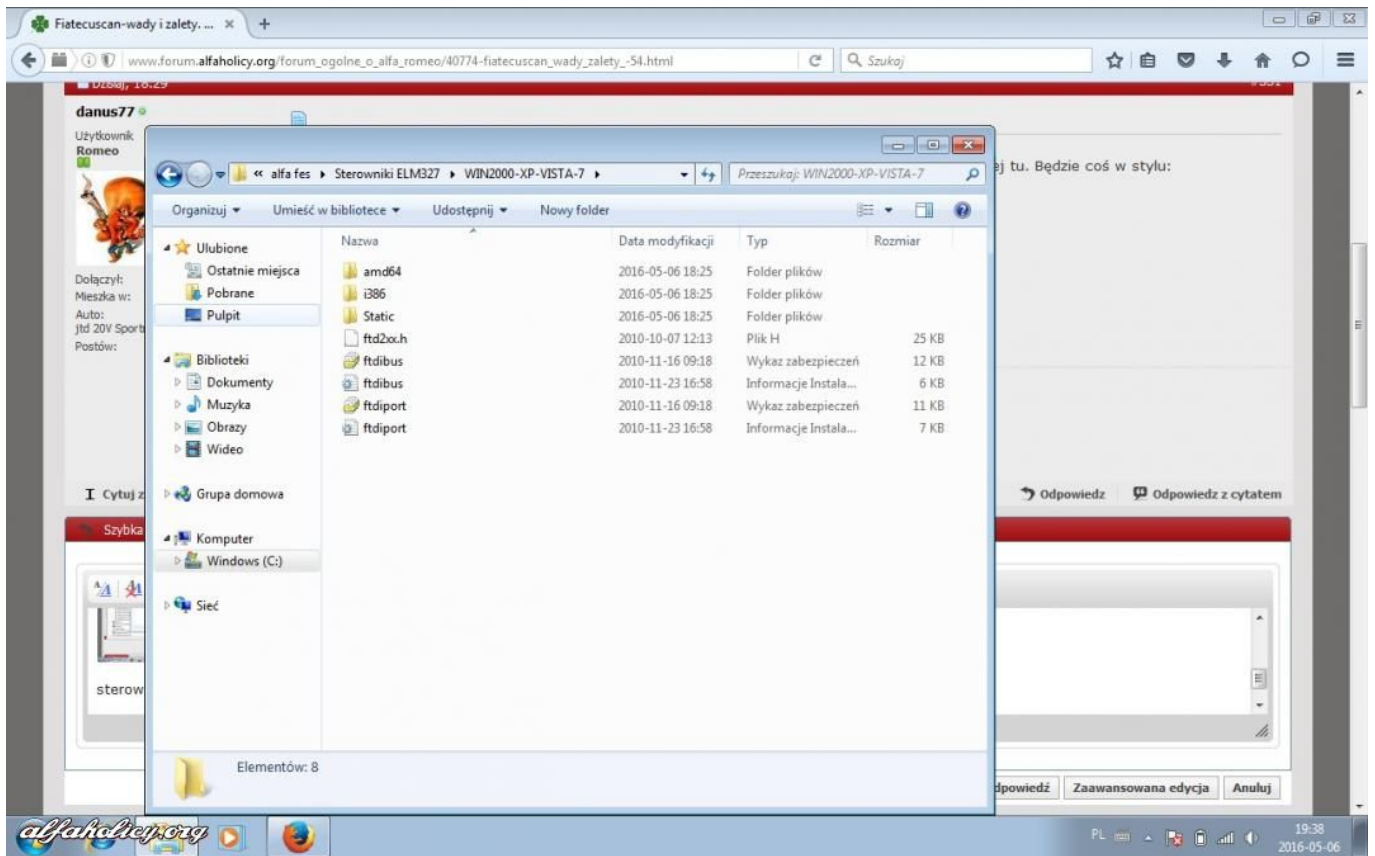 Fiatecuscan-wady i zalety. ...
www.forum.alfaholicy.org/forum_ogolne_o_alfa_romeo/40774-fiatecuscan_wady_zalety_-54.html
Szukaj
Dzisiaj, 18:29
danus77
Użytkownik
Romeo
Dołączył:
Mieszka w:
Auto:
jtd 20V Sport
Postów:
ej tu. Będzie coś w stylu:
« alfa fes ▸ Sterowniki ELM327 ▸ WIN2000-XP-VISTA-7 ▸
Przeszukaj: WIN2000-XP-VISTA-7
Organizuj Umieść w bibliotece Udostępnij Nowy folder
Ulubione
Ostatnie miejsca
Pobrane
Pulpit
Biblioteki
Dokumenty
Muzyka
Obrazy
Wideo
Grupa domowa
Komputer
Windows (C:)
Sieć
Nazwa Data modyfikacji Typ Rozmiar
amd64 2016-05-06 18:25 Folder plików
i386 2016-05-06 18:25 Folder plików
Static 2016-05-06 18:25 Folder plików
ftd2xx.h 2010-10-07 12:13 Plik H 25 KB
ftdibus 2010-11-16 09:18 Wykaz zabezpieczeń 12 KB
ftdibus 2010-11-23 16:58 Informacje Instala... 6 KB
ftdiport 2010-11-16 09:18 Wykaz zabezpieczeń 11 KB
ftdiport 2010-11-23 16:58 Informacje Instala... 7 KB
Elementów: 8
Cytuj z
Odpowiedz Odpowiedz z cytatem
Szybka
sterow
dpowiedź Zaawansowana edycja Anuluj
alfaholicy.org
PL
19:38
2016-05-06